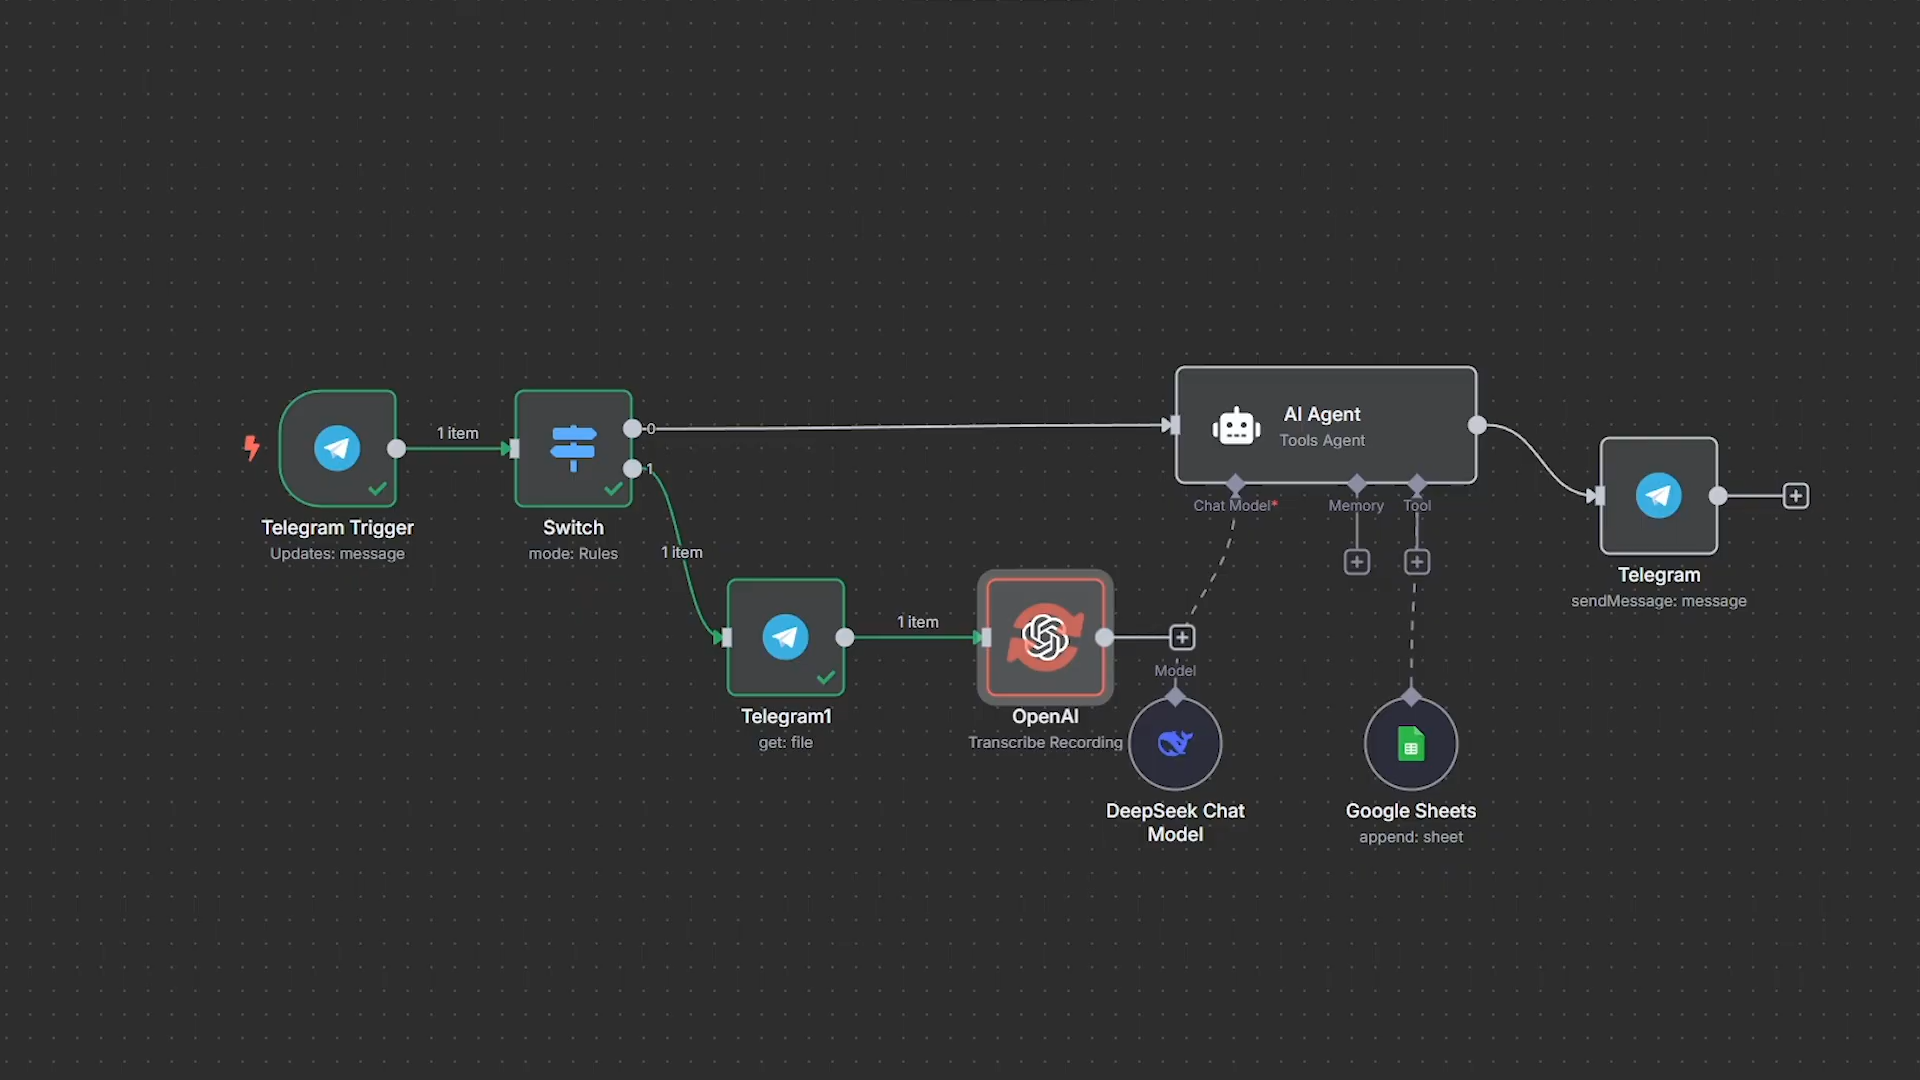 AI Agent
Tools Agent
1 item
0
1
Chat Model*
Memory
Tool
Telegram Trigger
Updates: message
Switch
mode: Rules
1 item
Telegram
sendMessage: message
1 item
Model
Telegram1
get: file
OpenAI
Transcribe Recording
DeepSeek Chat
Model
Google Sheets
append: sheet